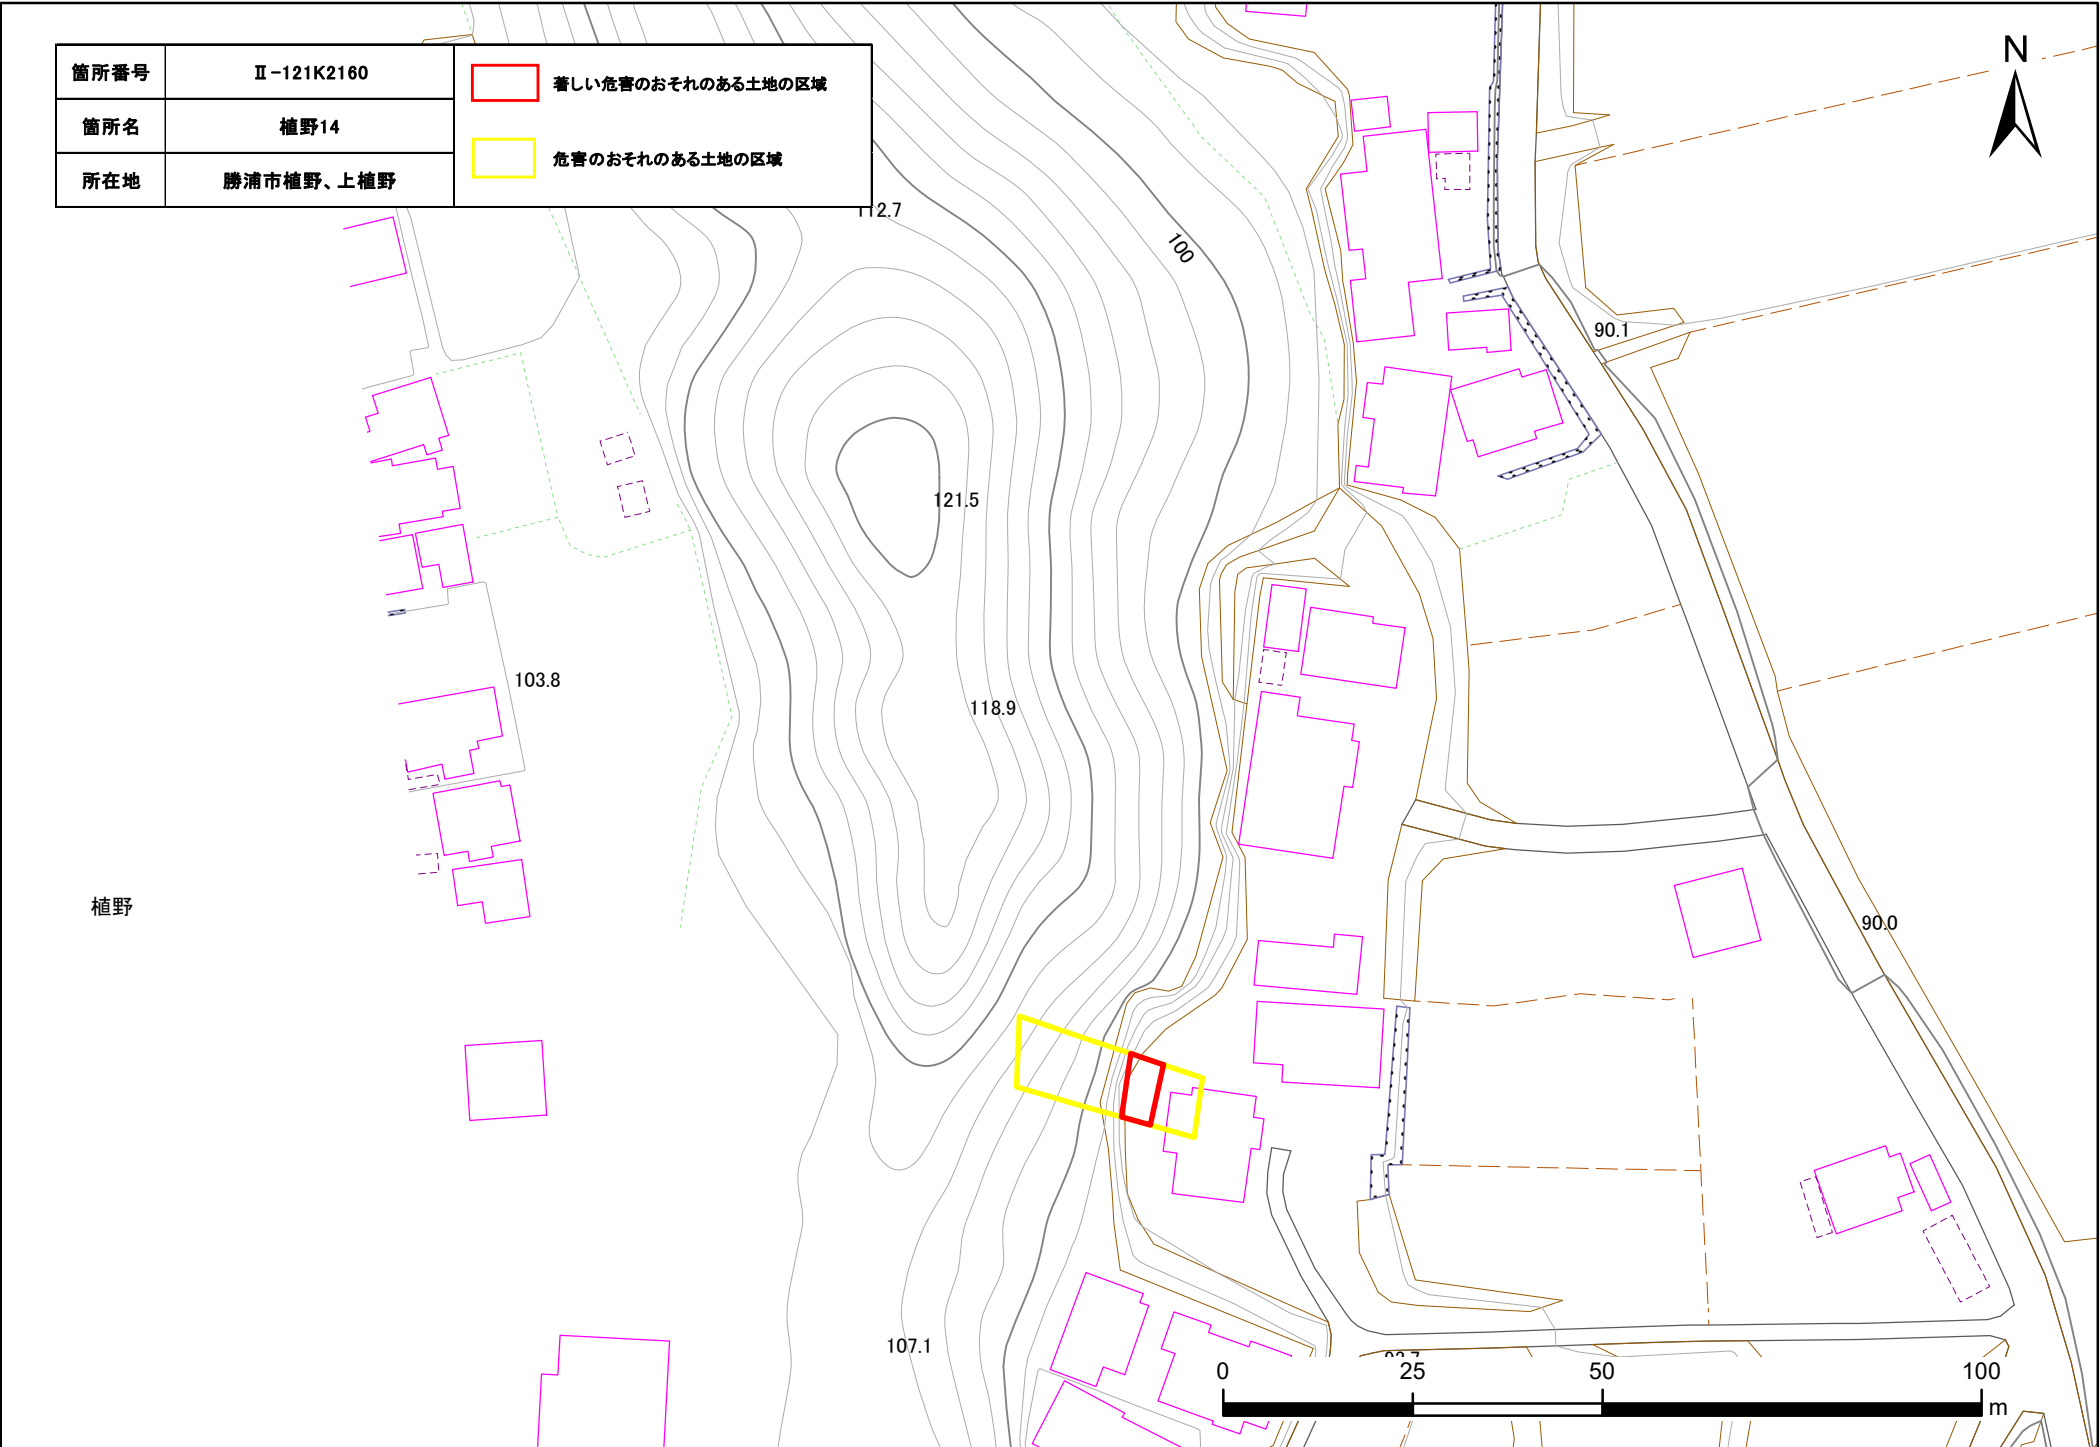 箇所番号 Ⅱ-121K2160
箇所名 植野14
所在地 勝浦市植野、上植野
著しい危害のおそれのある土地の区域
危害のおそれのある土地の区域
N
112.7
100
90.1
121.5
103.8
118.9
植野
90.0
107.1
0 25 50 100
m